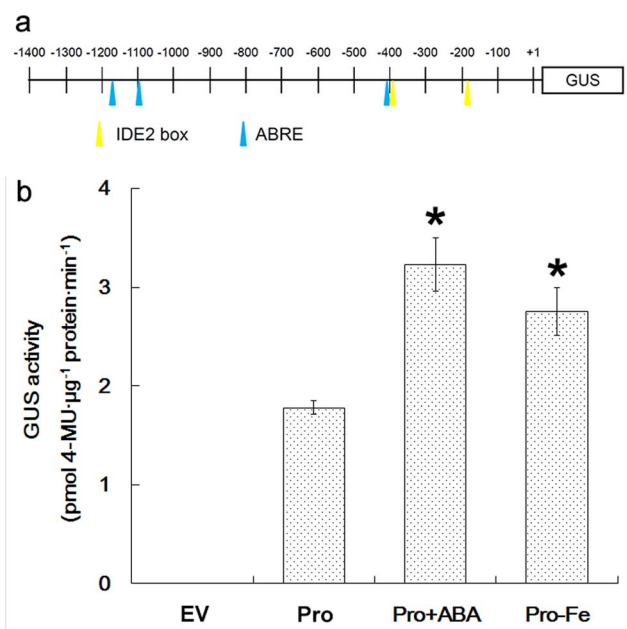 a
-1400 -1300 -1200 -1100 -1000 -900 -800 -700 -600 -500 -400 -300 -200 -100 +1
GUS
IDE2 box ABRE
b
GUS activity
(pmol 4-MU·µg⁻¹ protein·min⁻¹)
4
3
2
1
0
* *
EV Pro Pro+ABA Pro-Fe